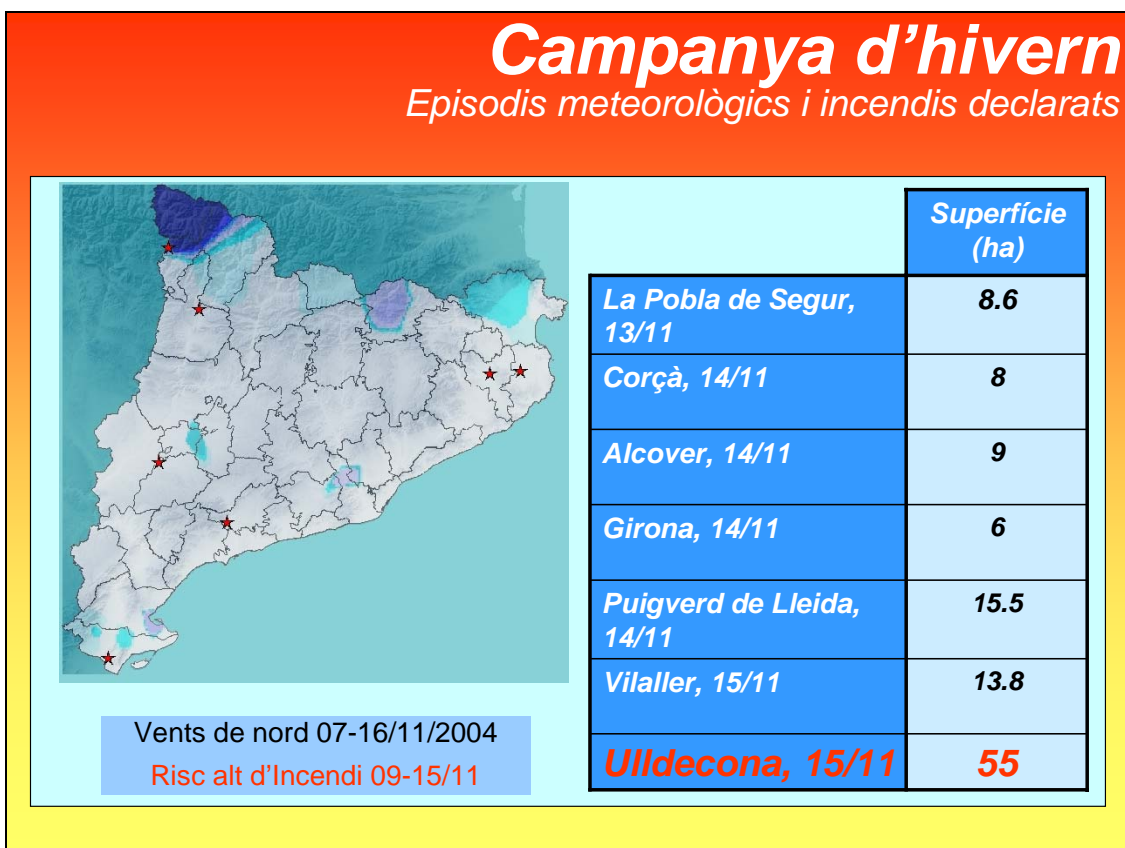 Campanya d’hivern
Episodis meteorològics i incendis declarats
Superfície
(ha)
La Pobla de Segur, 8.6
13/11
Corçà, 14/11 8
Alcover, 14/11 9
Girona, 14/11 6
Puigverd de Lleida, 15.5
14/11
Vilaller, 15/11 13.8
Ulldecona, 15/11 55
Vents de nord 07-16/11/2004
Risc alt d’Incendi 09-15/11